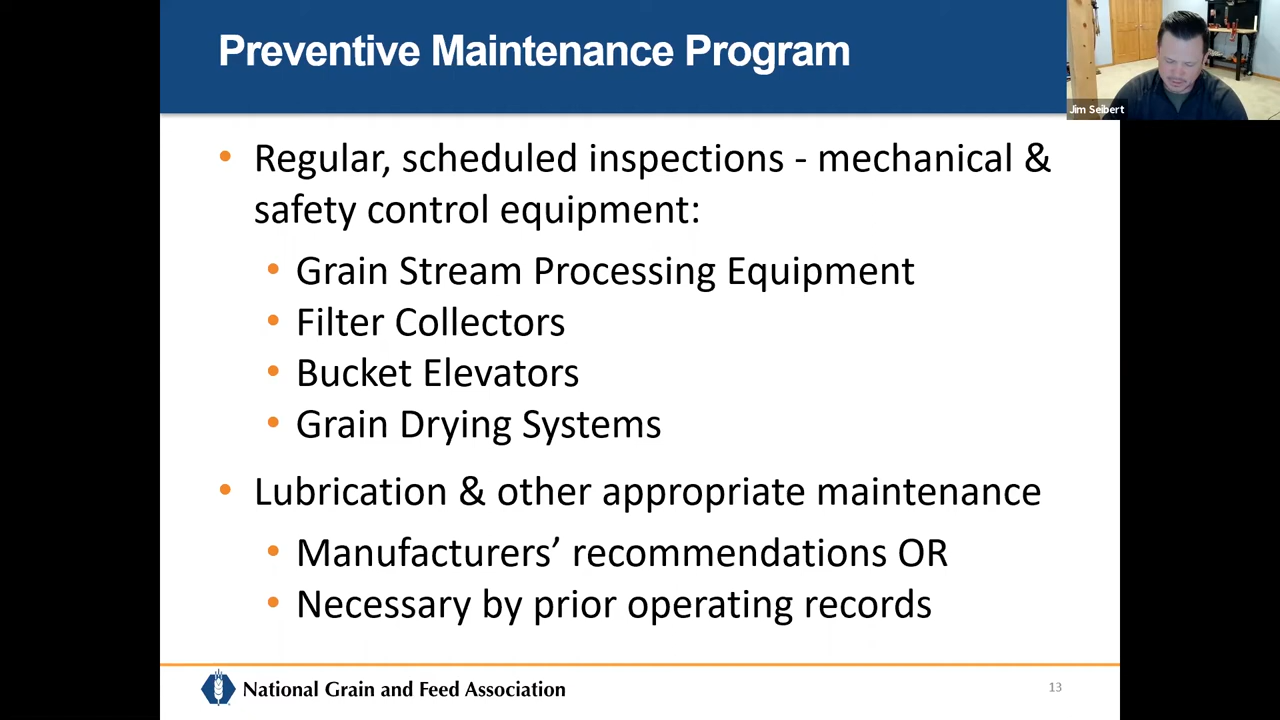 Preventive Maintenance Program
Jim Seibert
• Regular, scheduled inspections - mechanical &
safety control equipment:
• Grain Stream Processing Equipment
• Filter Collectors
• Bucket Elevators
• Grain Drying Systems
• Lubrication & other appropriate maintenance
• Manufacturers’ recommendations OR
• Necessary by prior operating records
National Grain and Feed Association
13